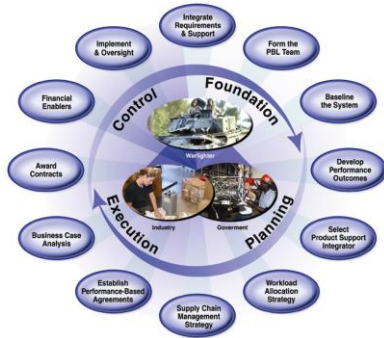 Integrate
Requirements
& Support
Form the
PBL Team
Baseline
the System
Develop
Performance
Outcomes
Select
Product Support
Integrator
Workload
Allocation
Strategy
Supply Chain
Management
Strategy
Establish
Performance-Based
Agreements
Business Case
Analysis
Award
Contracts
Financial
Enablers
Implement
& Oversight
Control
Foundation
Planning
Execution
Warfighter
Industry
Goverment